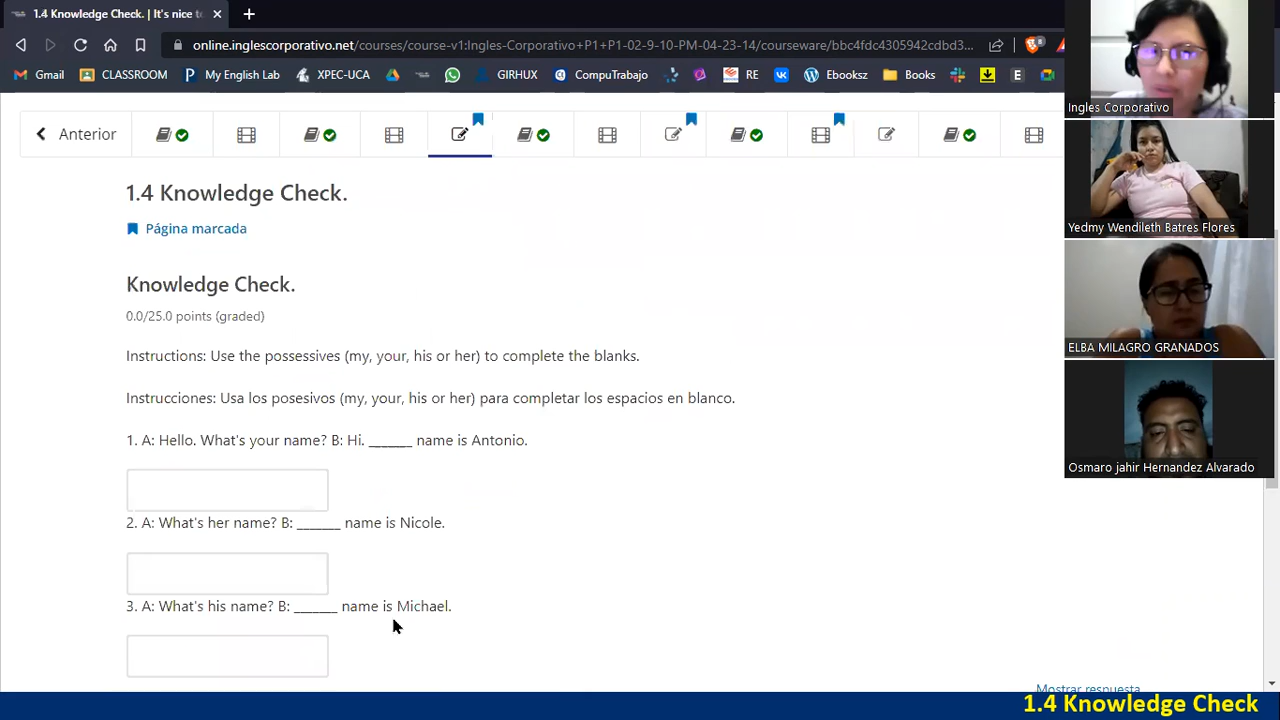 1.4 Knowledge Check. | It's nice to
online.inglescorporativo.net/courses/course-v1:Ingles-Corporativo+P1+P1-02-9-10-PM-04-23-14/courseware/bbc4fdc4305942cdbd3...
Gmail CLASSROOM My English Lab XPEC-UCA GIRHUX CompuTrabajo RE Ebooksz Books
Anterior
1.4 Knowledge Check.
Página marcada
Knowledge Check.
0.0/25.0 points (graded)
Instructions: Use the possessives (my, your, his or her) to complete the blanks.
Instrucciones: Usa los posesivos (my, your, his or her) para completar los espacios en blanco.
1. A: Hello. What's your name? B: Hi. _______ name is Antonio.
2. A: What's her name? B: _______ name is Nicole.
3. A: What's his name? B: _______ name is Michael.
Mostrar respuesta
Ingles Corporativo
Yedmy Wendileth Batres Flores
ELBA MILAGRO GRANADOS
Osmaro jahir Hernandez Alvarado
1.4 Knowledge Check